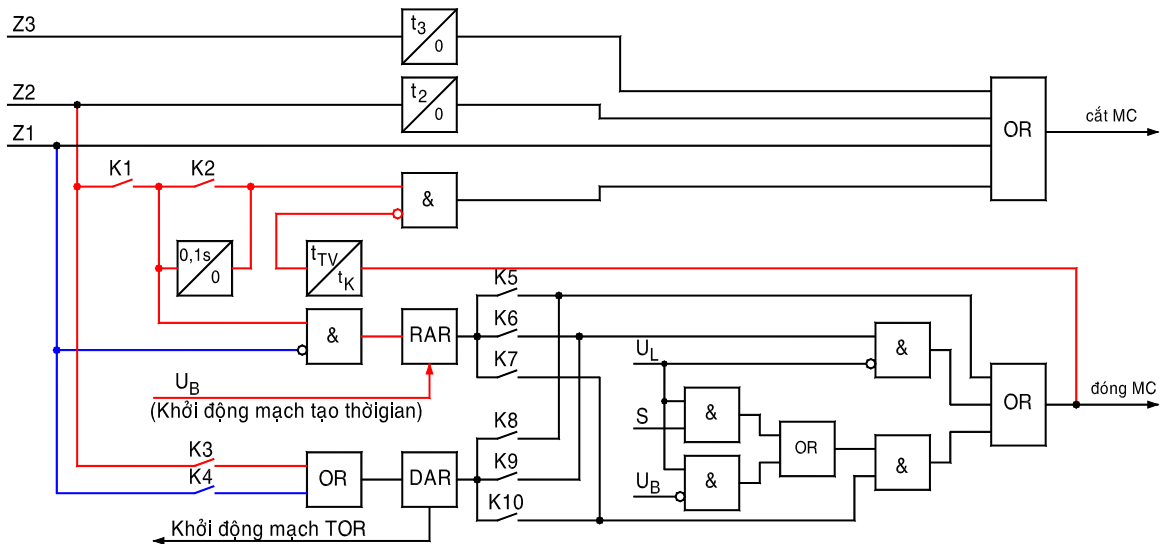 Z3
t3
0
Z2
t2
0
Z1
OR
cắt MC
K1
K2
&
0,1s
0
tTV
tK
K5
&
RAR
K6
UL
&
K7
UB
(Khởi động mạch tạo thờigian)
S
&
OR
đóng MC
K8
OR
&
K3
K4
OR
DAR
K9
UB
&
K10
Khởi động mạch TOR